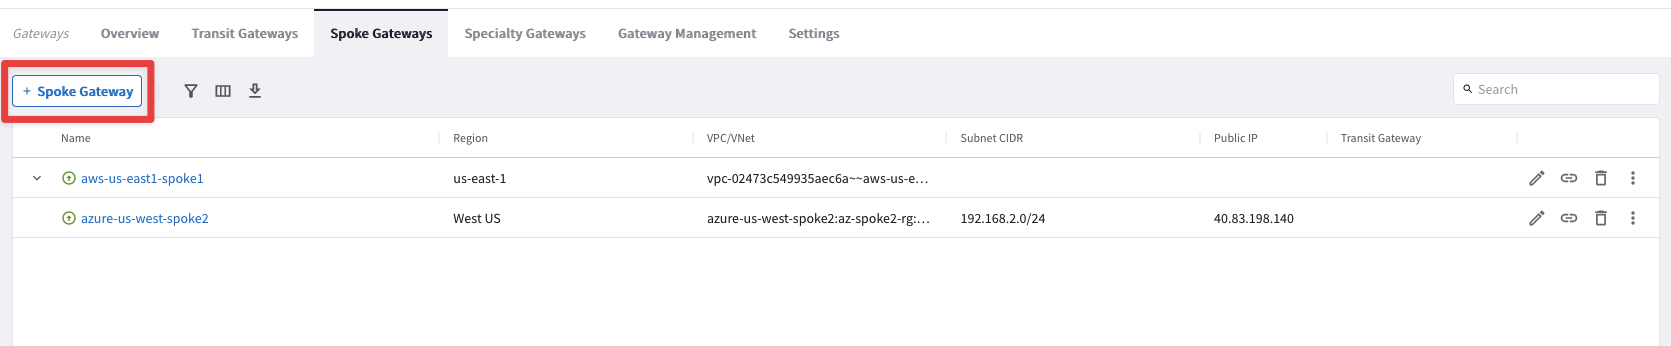 Gateways Overview Transit Gateways Spoke Gateways Specialty Gateways Gateway Management Settings
+ Spoke Gateway Search
Name Region VPC/VNet Subnet CIDR Public IP Transit Gateway
aws-us-east1-spoke1 us-east-1 vpc-02473c549935aec6a~~aws-us-e...
azure-us-west-spoke2 West US azure-us-west-spoke2:az-spoke2-rg:... 192.168.2.0/24 40.83.198.140